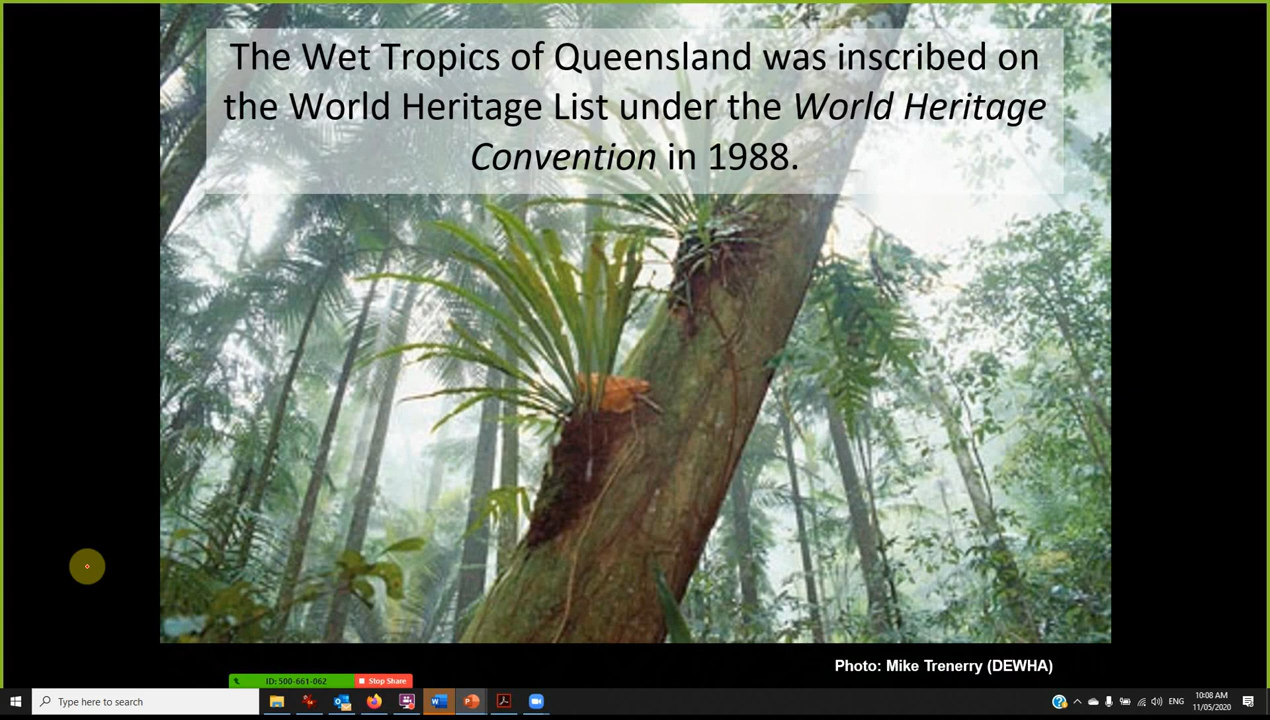 The Wet Tropics of Queensland was inscribed on
the World Heritage List under the World Heritage
Convention in 1988.
Photo: Mike Trenerry (DEWHA)
ID: 500-661-062
Stop Share
Type here to search
ENG
10:08 AM
11/05/2020